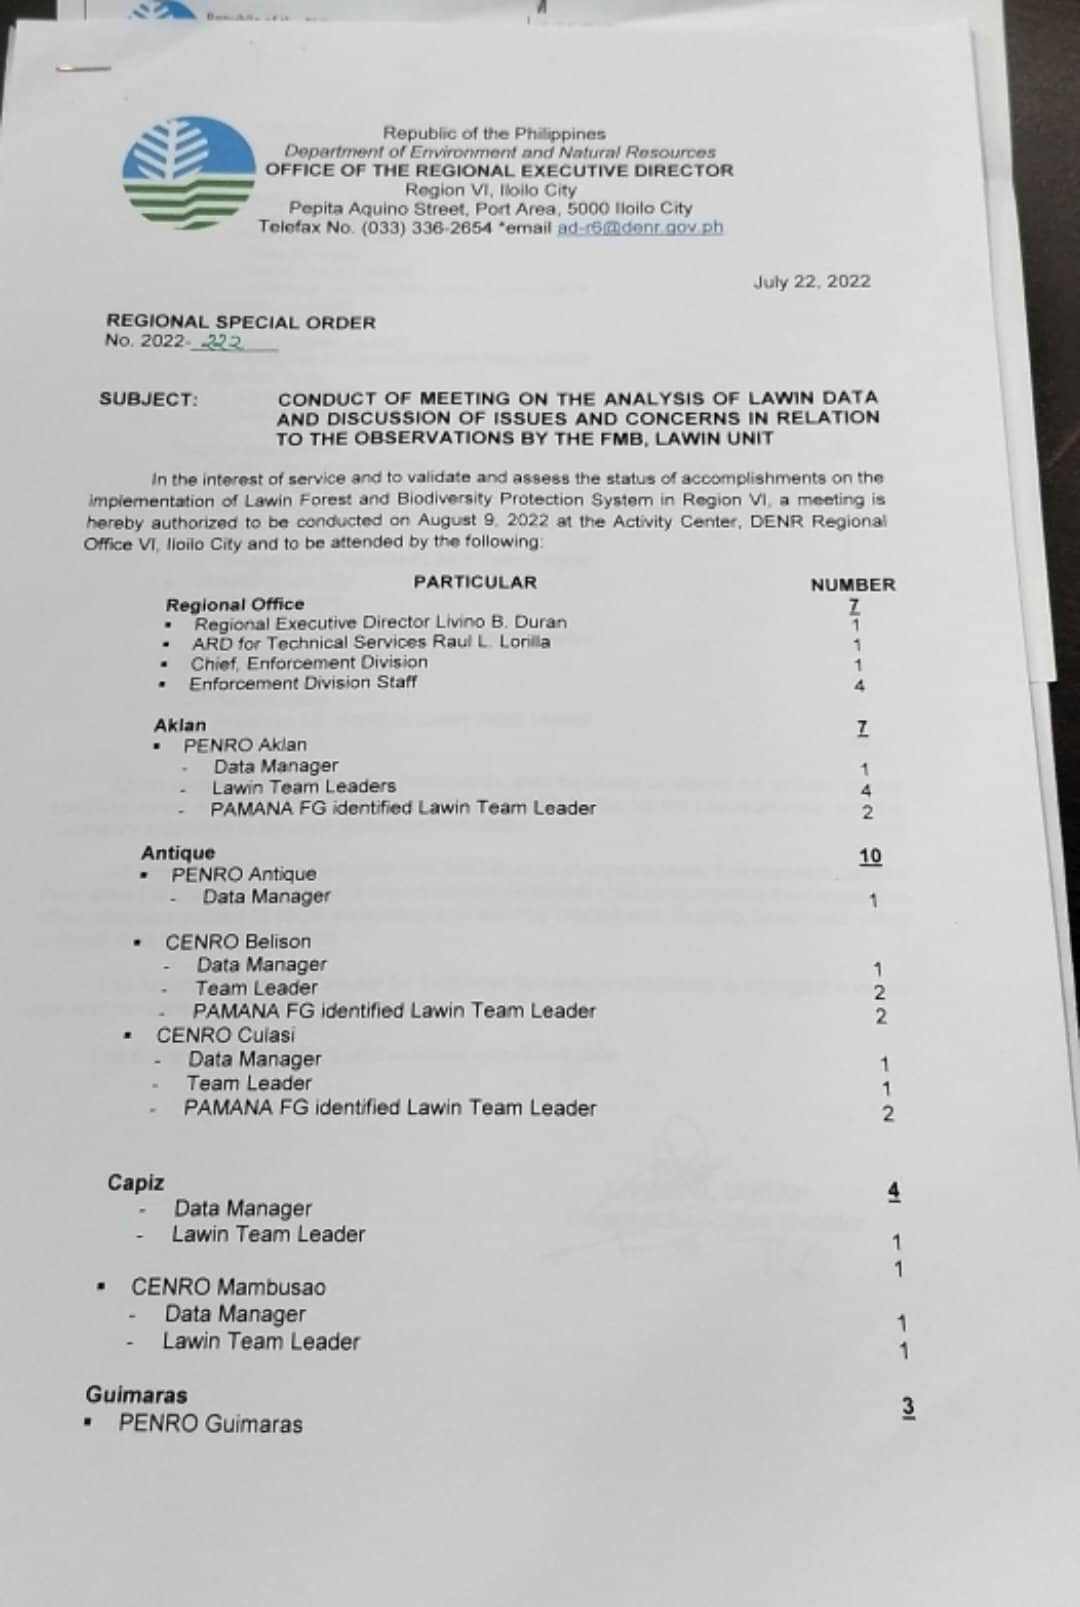 Republic of the Philippines
Department of Environment and Natural Resources
OFFICE OF THE REGIONAL EXECUTIVE DIRECTOR
Region VI, Iloilo City
Pepita Aquino Street, Port Area, 5000 Iloilo City
Telefax No. (033) 336-2654 *email ad-r6@denr.gov.ph
July 22, 2022
REGIONAL SPECIAL ORDER
No. 2022- 222
SUBJECT: CONDUCT OF MEETING ON THE ANALYSIS OF LAWIN DATA
AND DISCUSSION OF ISSUES AND CONCERNS IN RELATION
TO THE OBSERVATIONS BY THE FMB, LAWIN UNIT
In the interest of service and to validate and assess the status of accomplishments on the
implementation of Lawin Forest and Biodiversity Protection System in Region VI, a meeting is
hereby authorized to be conducted on August 9, 2022 at the Activity Center, DENR Regional
Office VI, Iloilo City and to be attended by the following:
PARTICULAR NUMBER
Regional Office 7
▪ Regional Executive Director Livino B. Duran 1
▪ ARD for Technical Services Raul L. Lorilla 1
▪ Chief, Enforcement Division 1
▪ Enforcement Division Staff 4
Aklan 7
▪ PENRO Aklan
- Data Manager 1
- Lawin Team Leaders 4
- PAMANA FG identified Lawin Team Leader 2
Antique 10
▪ PENRO Antique
- Data Manager 1
▪ CENRO Belison
- Data Manager 1
- Team Leader 2
- PAMANA FG identified Lawin Team Leader 2
▪ CENRO Culasi
- Data Manager 1
- Team Leader 1
- PAMANA FG identified Lawin Team Leader 2
Capiz 4
- Data Manager 1
- Lawin Team Leader 1
▪ CENRO Mambusao
- Data Manager 1
- Lawin Team Leader 1
Guimaras 3
▪ PENRO Guimaras